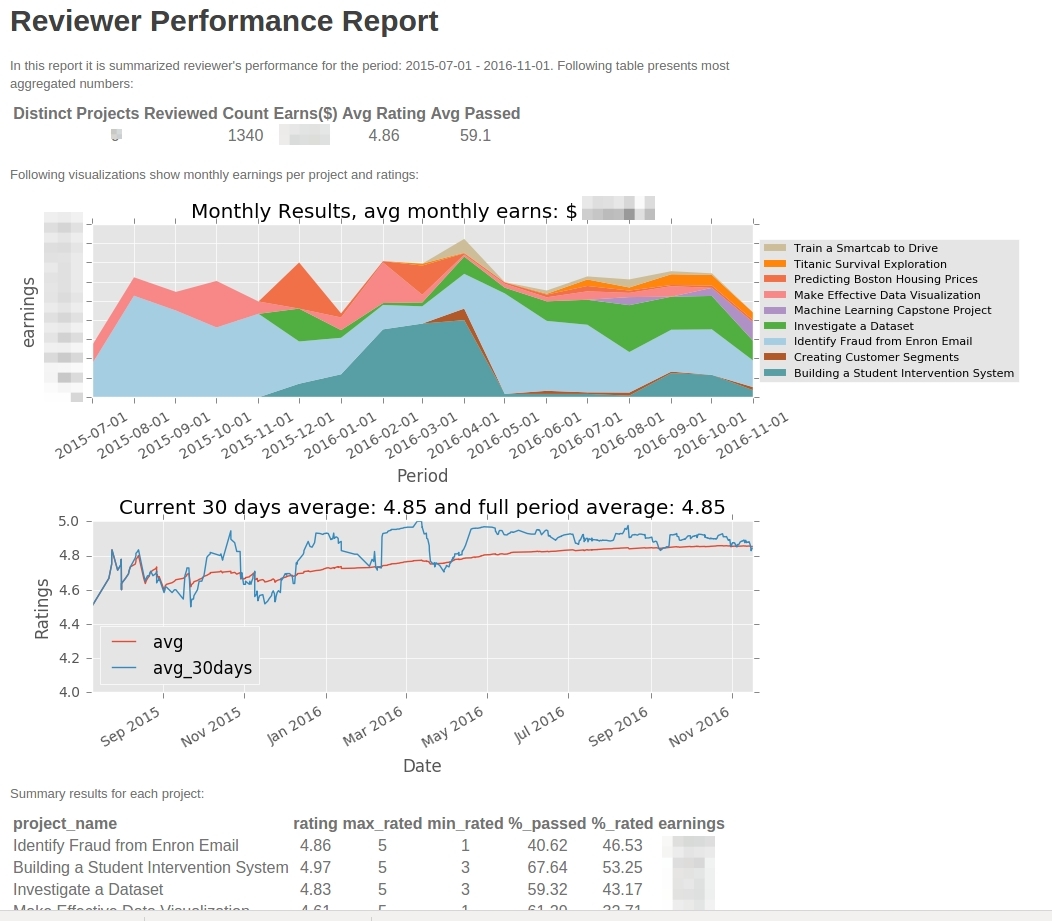 Reviewer Performance Report
In this report it is summarized reviewer's performance for the period: 2015-07-01 - 2016-11-01. Following table presents most
aggregated numbers:
Distinct Projects Reviewed Count Earns($) Avg Rating Avg Passed
1340 4.86 59.1
Following visualizations show monthly earnings per project and ratings:
Monthly Results, avg monthly earns: $
earnings
Train a Smartcab to Drive
Titanic Survival Exploration
Predicting Boston Housing Prices
Make Effective Data Visualization
Machine Learning Capstone Project
Investigate a Dataset
Identify Fraud from Enron Email
Creating Customer Segments
Building a Student Intervention System
2015-07-01 2015-08-01 2015-09-01 2015-10-01 2015-11-01 2015-12-01 2016-01-01 2016-02-01 2016-03-01 2016-04-01 2016-05-01 2016-06-01 2016-07-01 2016-08-01 2016-09-01 2016-10-01 2016-11-01
Period
Current 30 days average: 4.85 and full period average: 4.85
5.0
4.8
4.6
4.4
4.2
4.0
Ratings
avg
avg_30days
Sep 2015 Nov 2015 Jan 2016 Mar 2016 May 2016 Jul 2016 Sep 2016 Nov 2016
Date
Summary results for each project:
project_name rating max_rated min_rated %_passed %_rated earnings
Identify Fraud from Enron Email 4.86 5 1 40.62 46.53
Building a Student Intervention System 4.97 5 3 67.64 53.25
Investigate a Dataset 4.83 5 3 59.32 43.17
Make Effective Data Visualization 4.61 5 1